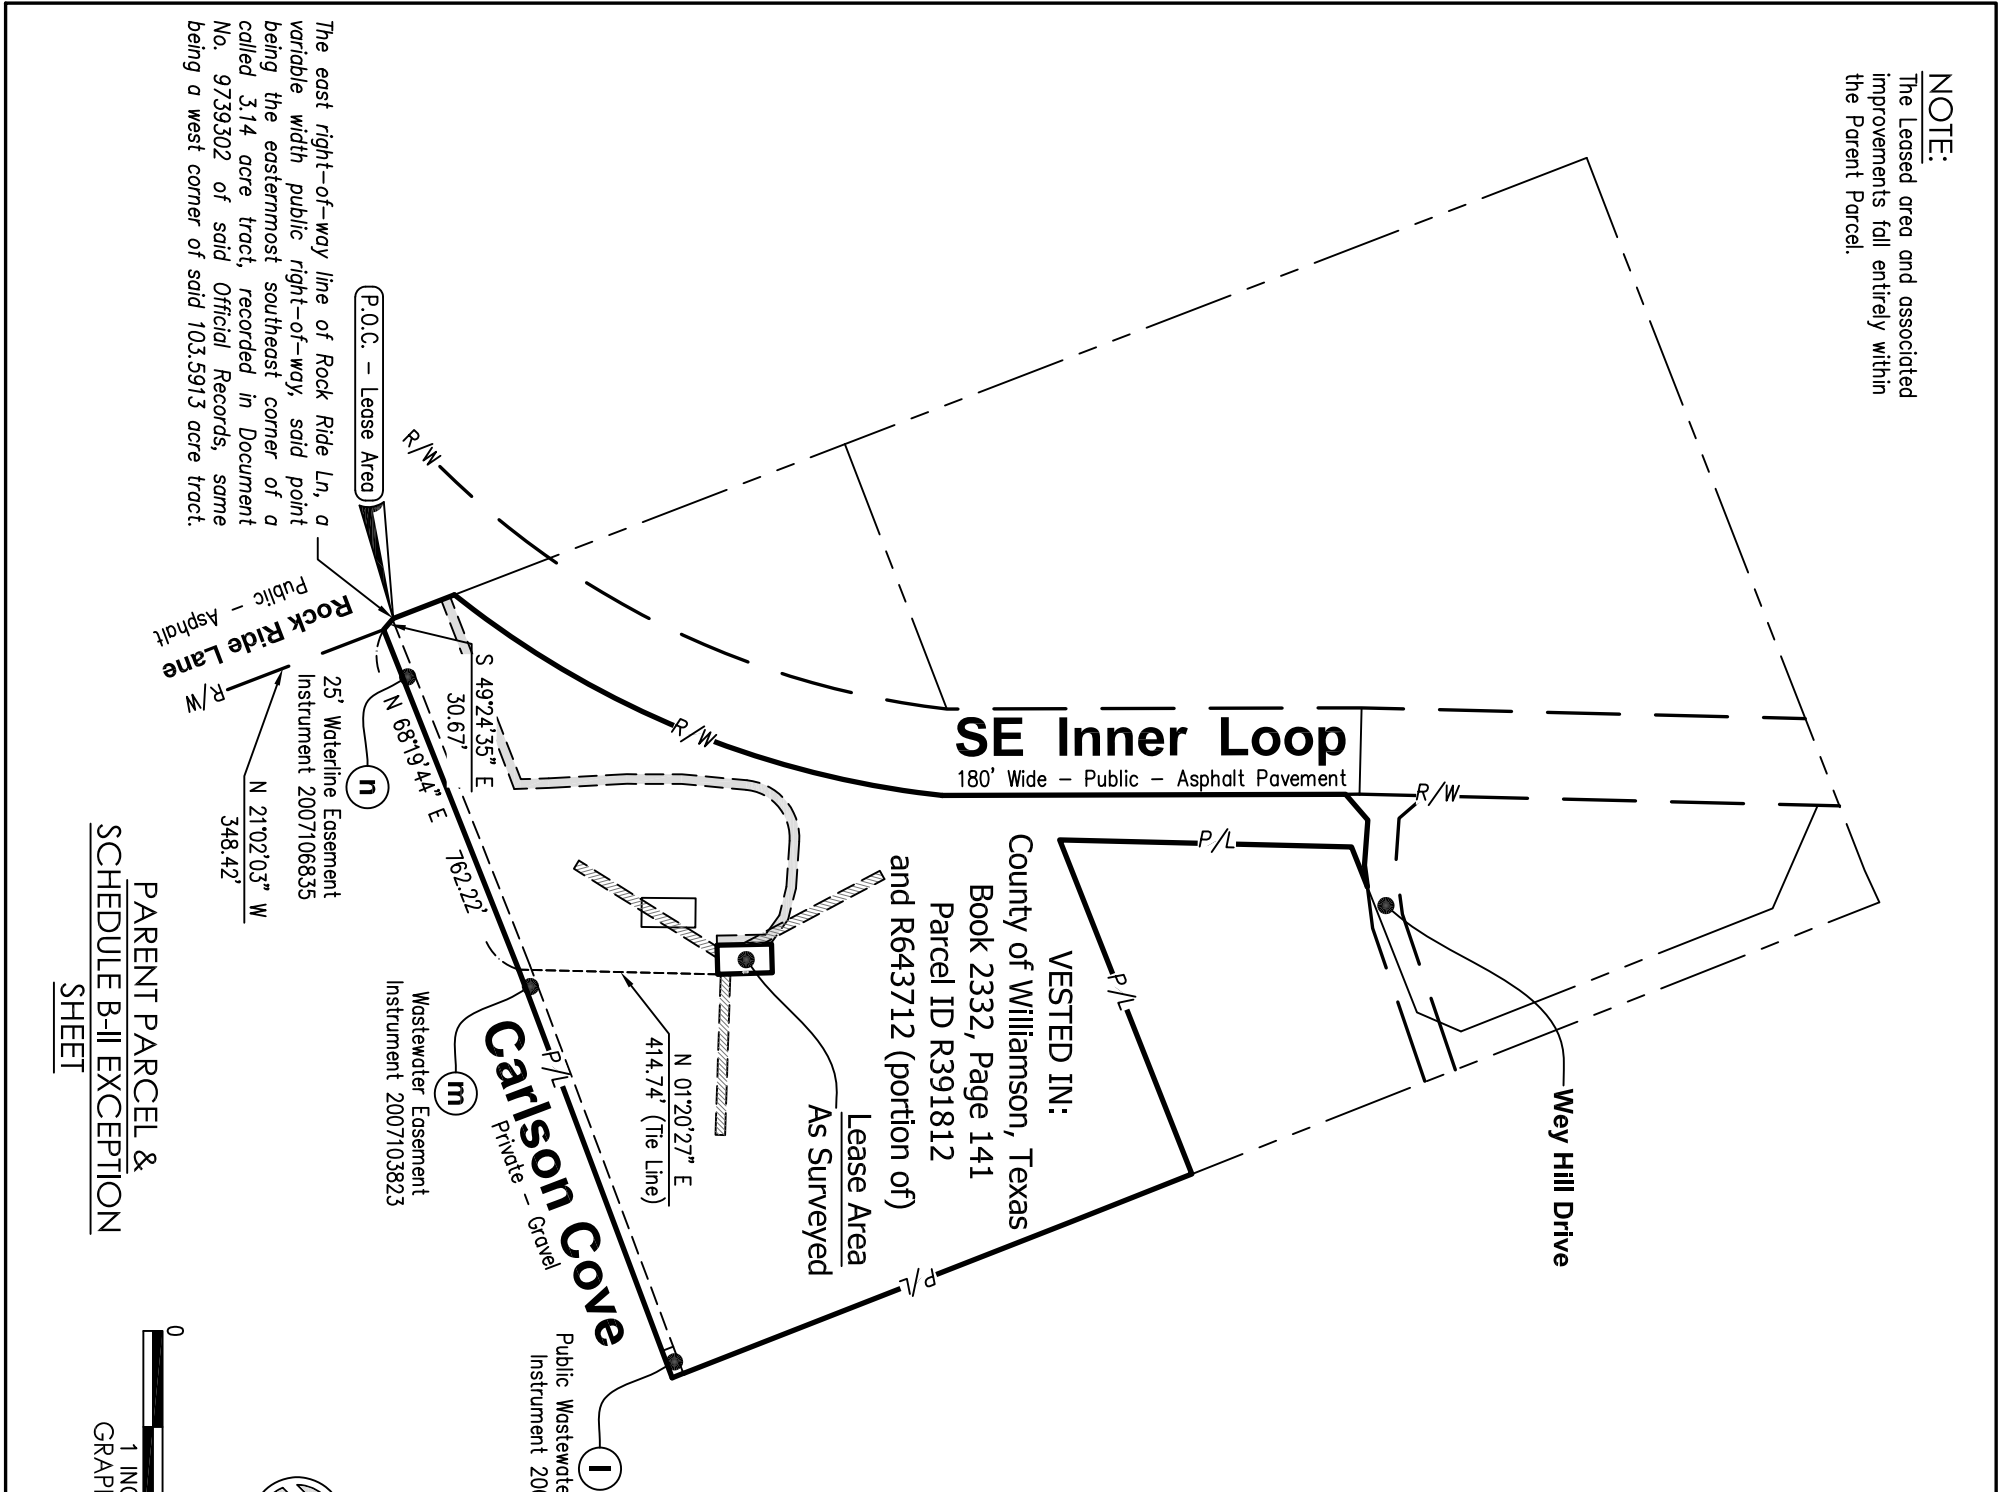 NOTE:
The Leased area and associated
improvements fall entirely within
the Parent Parcel.
The east right-of-way line of Rock Ride Ln, a
variable width public right-of-way, said point
being the easternmost southeast corner of a
called 3.14 acre tract, recorded in Document
No. 9739302 of said Official Records, same
being a west corner of said 103.5913 acre tract.
P.O.C. - Lease Area
R/W
R/W
R/W
R/W
SE Inner Loop
180' Wide - Public - Asphalt Pavement
Wey Hill Drive
P/L
P/L
P/L
P/L
VESTED IN:
County of Williamson, Texas
Book 2332, Page 141
Parcel ID R391812
and R643712 (portion of)
Lease Area
As Surveyed
Rock Ride Lane
Public - Asphalt
S 49°24'35" E
30.67'
N 68°19'44" E
762.22'
N 01°20'27" E
414.74' (Tie Line)
N 21°02'03" W
348.42'
n
25' Waterline Easement
Instrument 2007106835
m
Wastewater Easement
Instrument 2007103823
Carlson Cove
Private - Gravel
l
Public Wastewate
Instrument 200
PARENT PARCEL &
SCHEDULE B-II EXCEPTION
SHEET
0
1 INC
GRAPH